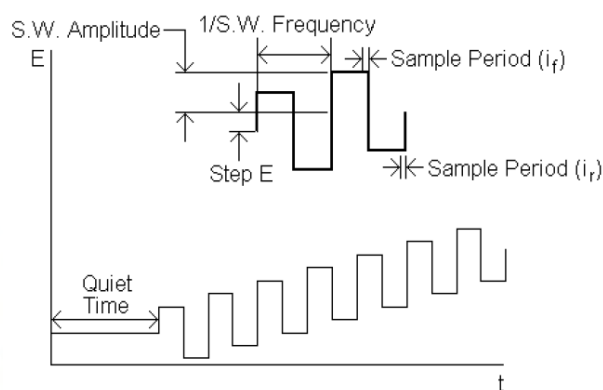 1/S.W. Frequency
S.W. Amplitude
E
Sample Period (if)
Step E
Sample Period (ir)
Quiet
Time
t